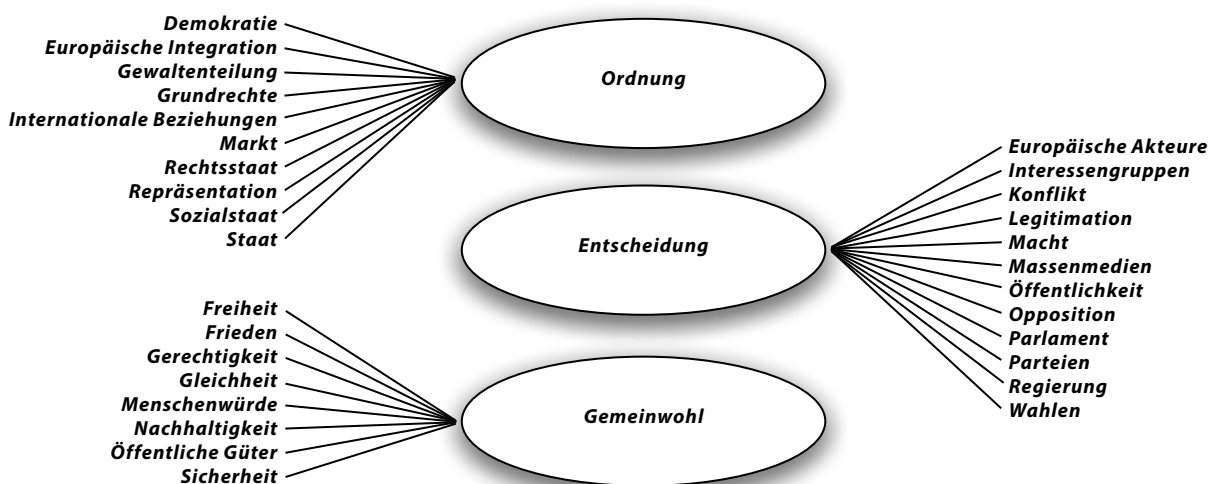 Demokratie
Europäische Integration
Gewaltenteilung
Grundrechte
Internationale Beziehungen
Markt
Rechtsstaat
Repräsentation
Sozialstaat
Staat
Ordnung
Entscheidung
Europäische Akteure
Interessengruppen
Konflikt
Legitimation
Macht
Massenmedien
Öffentlichkeit
Opposition
Parlament
Parteien
Regierung
Wahlen
Freiheit
Frieden
Gerechtigkeit
Gleichheit
Menschenwürde
Nachhaltigkeit
Öffentliche Güter
Sicherheit
Gemeinwohl